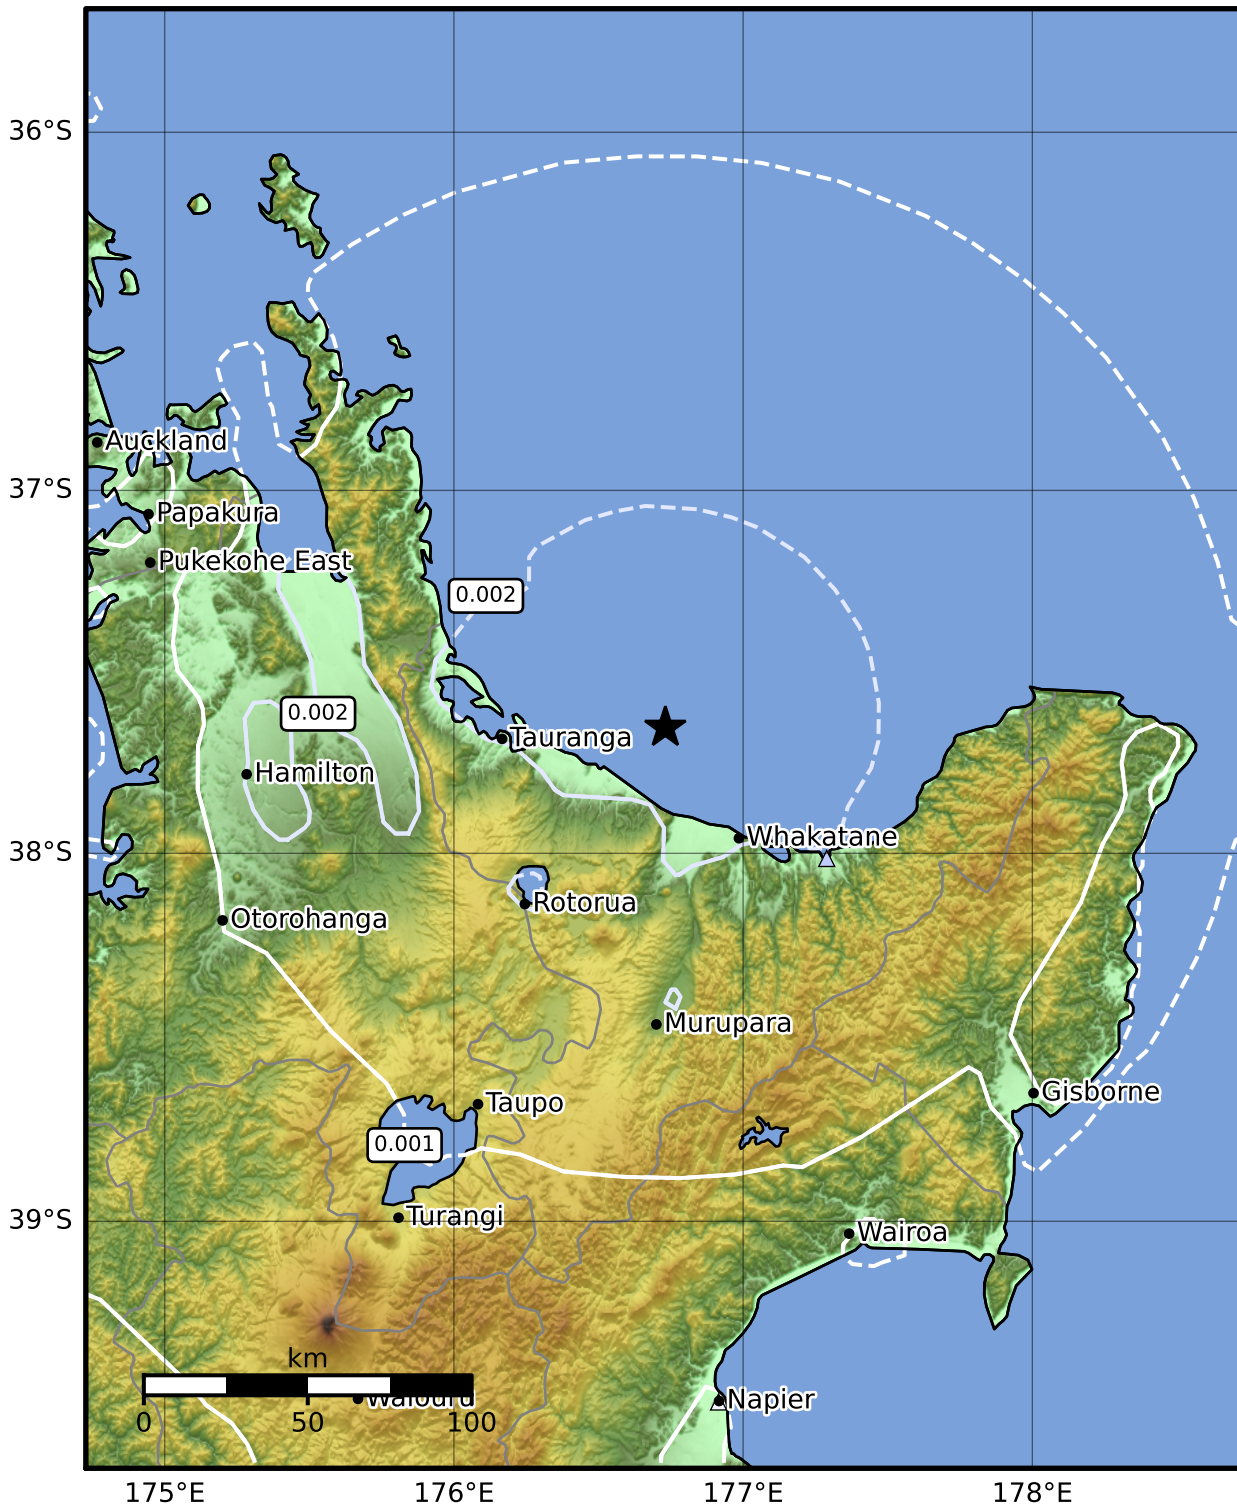 36°S
Auckland
37°S
Papakura
Pukekohe East
0.002
0.002
Tauranga
Hamilton
Whakatane
38°S
Rotorua
Otorohanga
Murupara
Gisborne
Taupo
0.001
Turangi
39°S
Wairoa
km
Waiouru
Napier
0
50
100
175°E
176°E
177°E
178°E